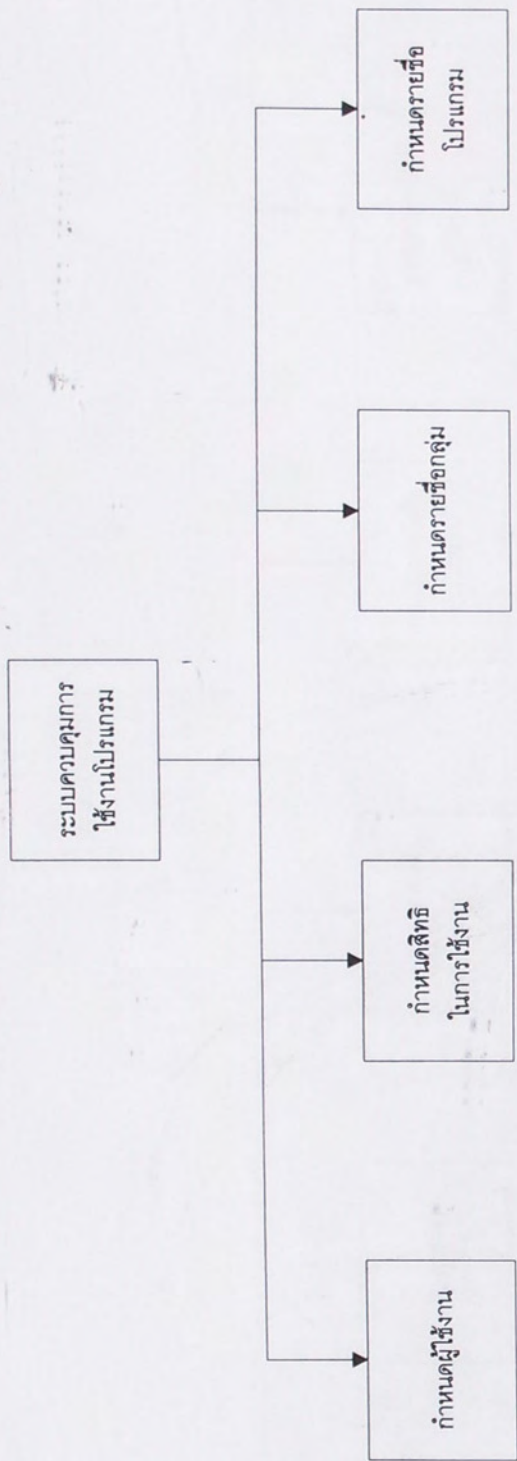 ระบบควบคุมการ
ใช้งานโปรแกรม
กำหนดผู้ใช้งาน
กำหนดสิทธิ
ในการใช้งาน
กำหนดรายชื่อกลุ่ม
กำหนดรายชื่อ
โปรแกรม